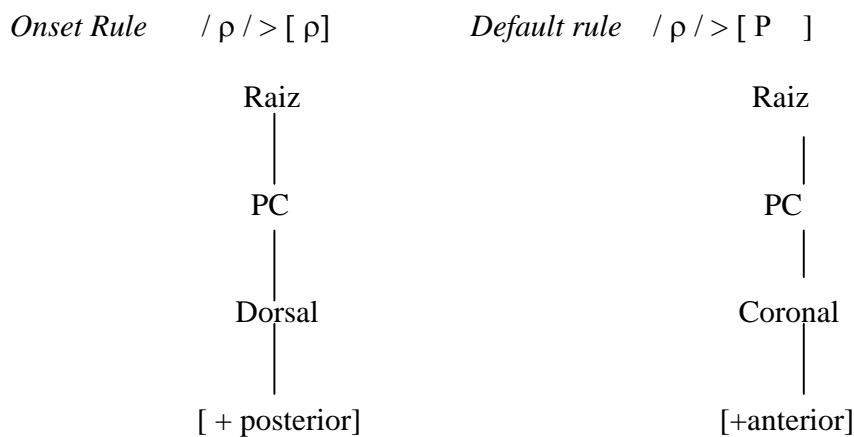 Onset Rule / ρ / > [ ρ] Default rule / ρ / > [ Ρ ]
Raiz Raiz
PC PC
Dorsal Coronal
[ + posterior] [+anterior]